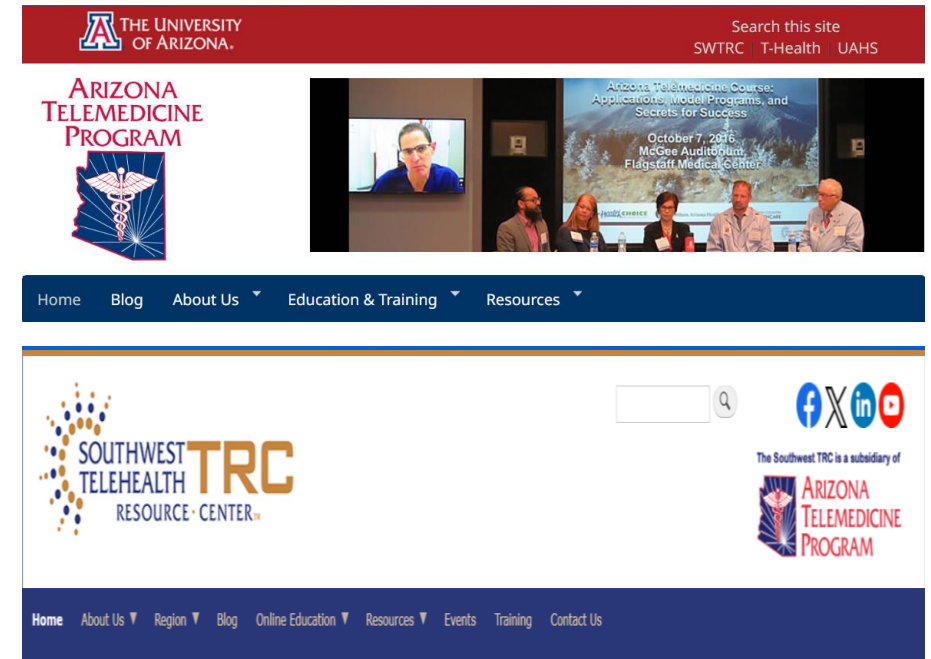 THE UNIVERSITY
OF ARIZONA.
Search this site
SWTRC | T-Health | UAHS
ARIZONA
TELEMEDICINE
PROGRAM
Arizona Telemedicine Course:
Applications, Model Programs, and
Secrets for Success
October 7, 2016
McGee Auditorium
Flagstaff Medical Center
CHOICE
Home Blog About Us Education & Training Resources
SOUTHWEST TRC
TELEHEALTH
RESOURCE · CENTER
The Southwest TRC is a subsidiary of
ARIZONA
TELEMEDICINE
PROGRAM
Home About Us Region Blog Online Education Resources Events Training Contact Us